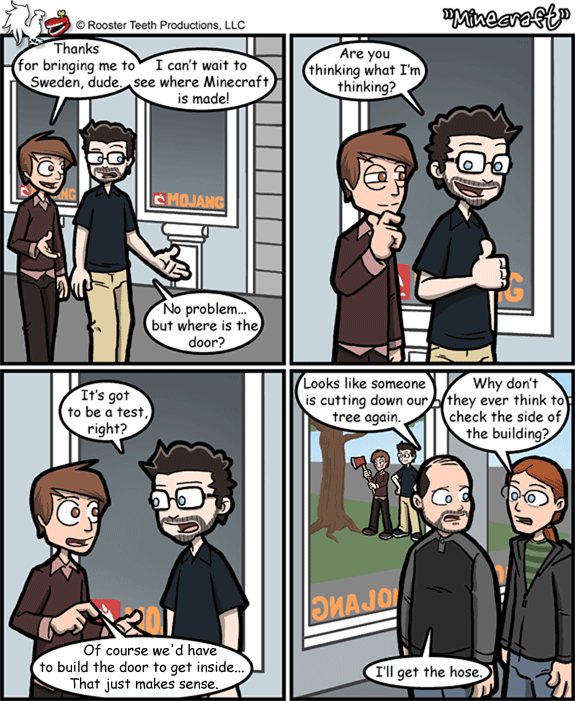 © Rooster Teeth Productions, LLC
"Minecraft"
Thanks
for bringing me to
Sweden, dude.
I can't wait to
see where Minecraft
is made!
NG
MOJANG
No problem...
but where is the
door?
Are you
thinking what I'm
thinking?
G
It's got
to be a test,
right?
MO
Of course we'd have
to build the door to get inside...
That just makes sense.
Looks like someone
is cutting down our
tree again.
Why don't
they ever think to
check the side of
the building?
MOJANG
MO
I'll get the hose.